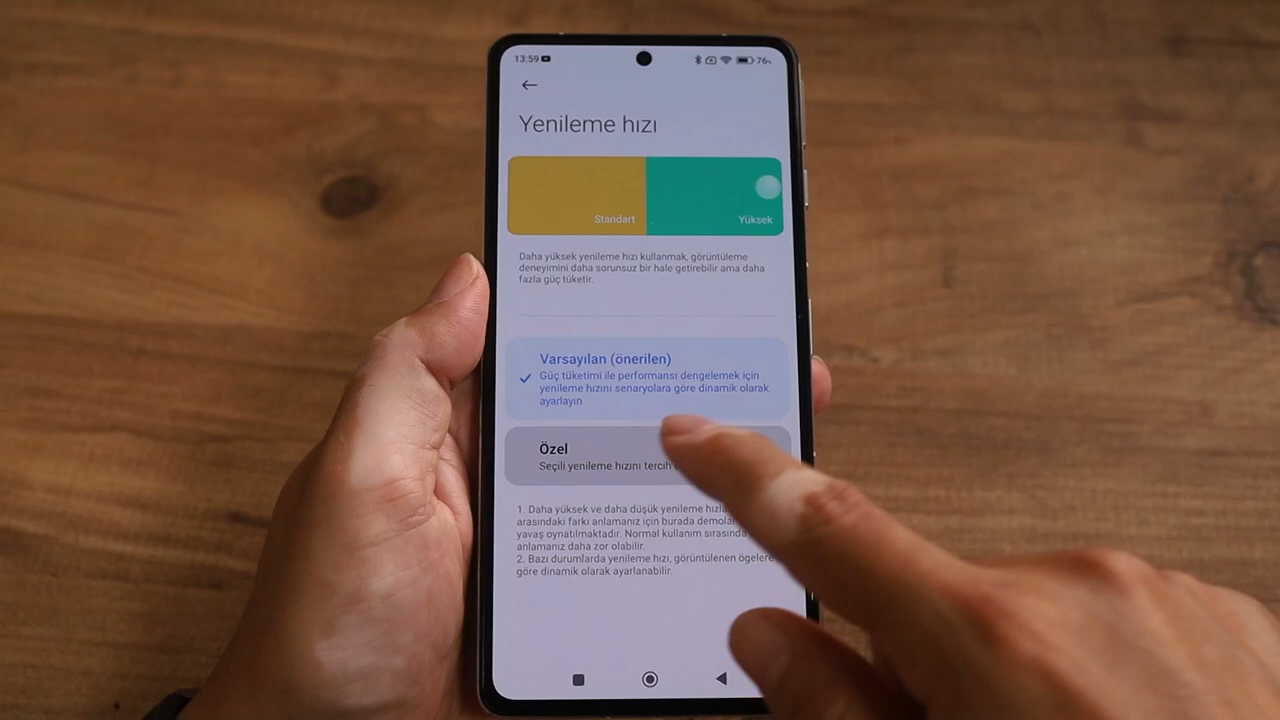 13:59
76%
Yenileme hızı
Standart
Yüksek
Daha yüksek yenileme hızı kullanmak, görüntüleme
deneyimini daha sorunsuz bir hale getirebilir ama daha
fazla güç tüketir.
Varsayılan (önerilen)
Güç tüketimi ile performansı dengelemek için
yenileme hızını senaryolara göre dinamik olarak
ayarlayın
Özel
Seçili yenileme hızını tercih
1. Daha yüksek ve daha düşük yenileme
arasındaki farkı anlamanız için burada demolar
yavaş oynatılmaktadır. Normal kullanım sırasında
anlamanız daha zor olabilir.
2. Bazı durumlarda yenileme hızı, görüntülenen ögelere
göre dinamik olarak ayarlanabilir.